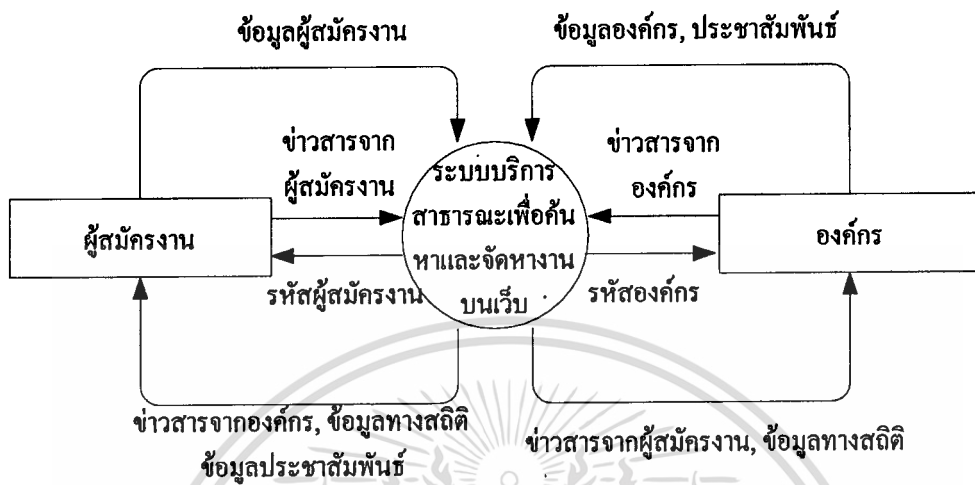 ข้อมูลผู้สมัครงาน
ข้อมูลองค์กร, ประชาสัมพันธ์
ข่าวสารจาก
ผู้สมัครงาน
ข่าวสารจาก
องค์กร
ระบบบริการ
สาธารณะเพื่อค้น
หาและจัดหางาน
บนเว็บ
ผู้สมัครงาน
องค์กร
รหัสผู้สมัครงาน
รหัสองค์กร
ข่าวสารจากองค์กร, ข้อมูลทางสถิติ
ข้อมูลประชาสัมพันธ์
ข่าวสารจากผู้สมัครงาน, ข้อมูลทางสถิติ